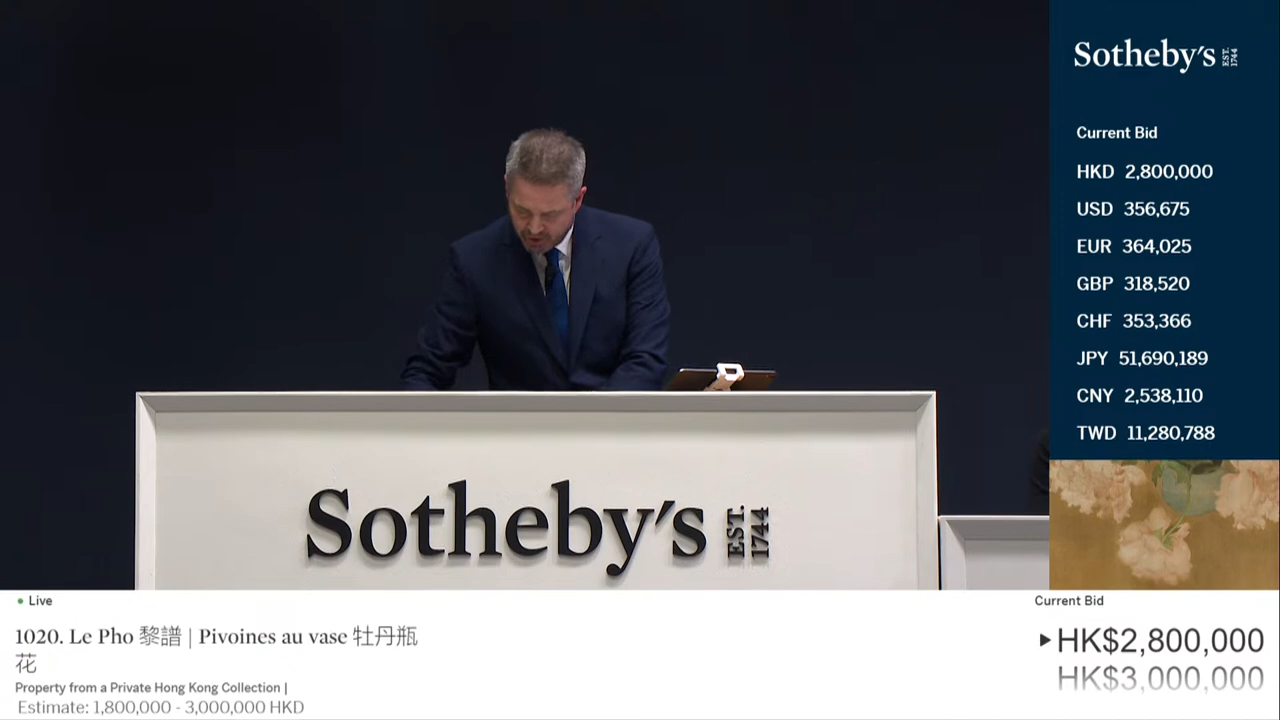 Sotheby's EST. 1744
Current Bid
HKD 2,800,000
USD 356,675
EUR 364,025
GBP 318,520
CHF 353,366
JPY 51,690,189
CNY 2,538,110
TWD 11,280,788
Sotheby's EST. 1744
Live
1020. Le Pho 黎譜 | Pivoines au vase 牡丹瓶
花
Property from a Private Hong Kong Collection |
Estimate: 1,800,000 - 3,000,000 HKD
Current Bid
HK$2,800,000
HK$3,000,000